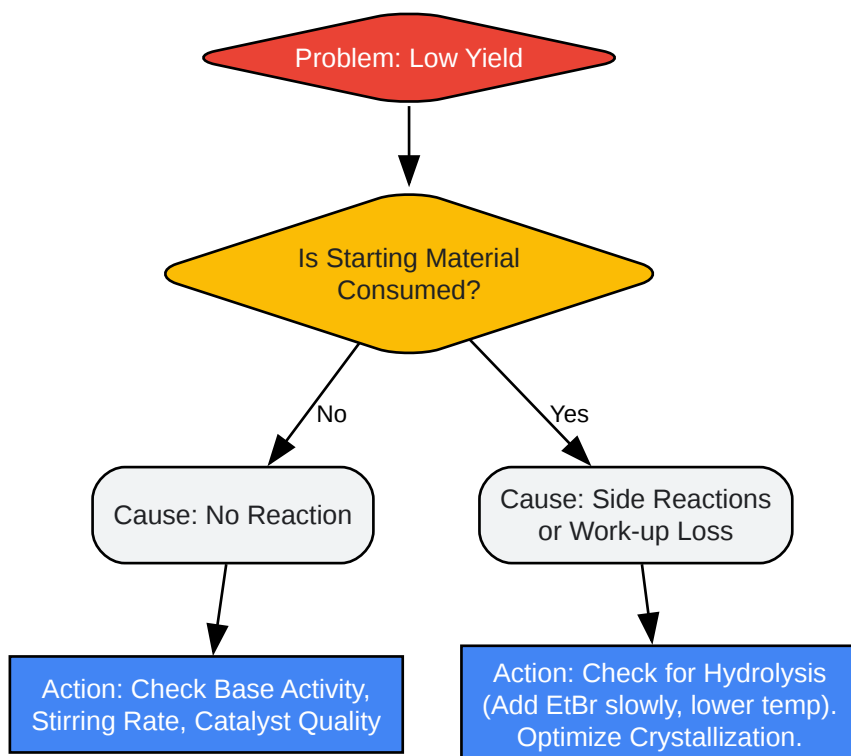 Problem: Low Yield
Is Starting Material
Consumed?
No
Yes
Cause: No Reaction
Cause: Side Reactions
or Work-up Loss
Action: Check Base Activity,
Stirring Rate, Catalyst Quality
Action: Check for Hydrolysis
(Add EtBr slowly, lower temp).
Optimize Crystallization.